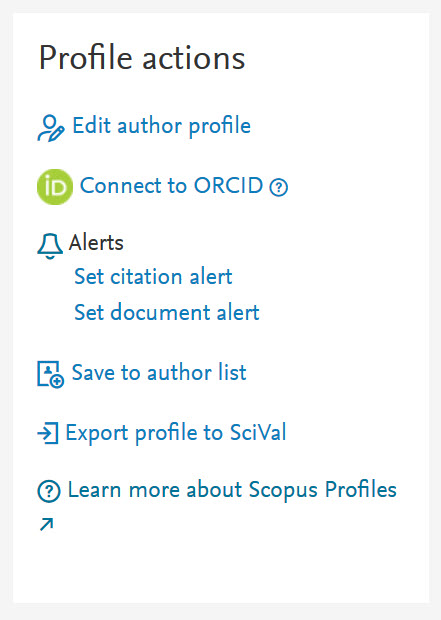 Profile actions
Edit author profile
iD Connect to ORCID ?
Alerts
Set citation alert
Set document alert
Save to author list
Export profile to SciVal
? Learn more about Scopus Profiles